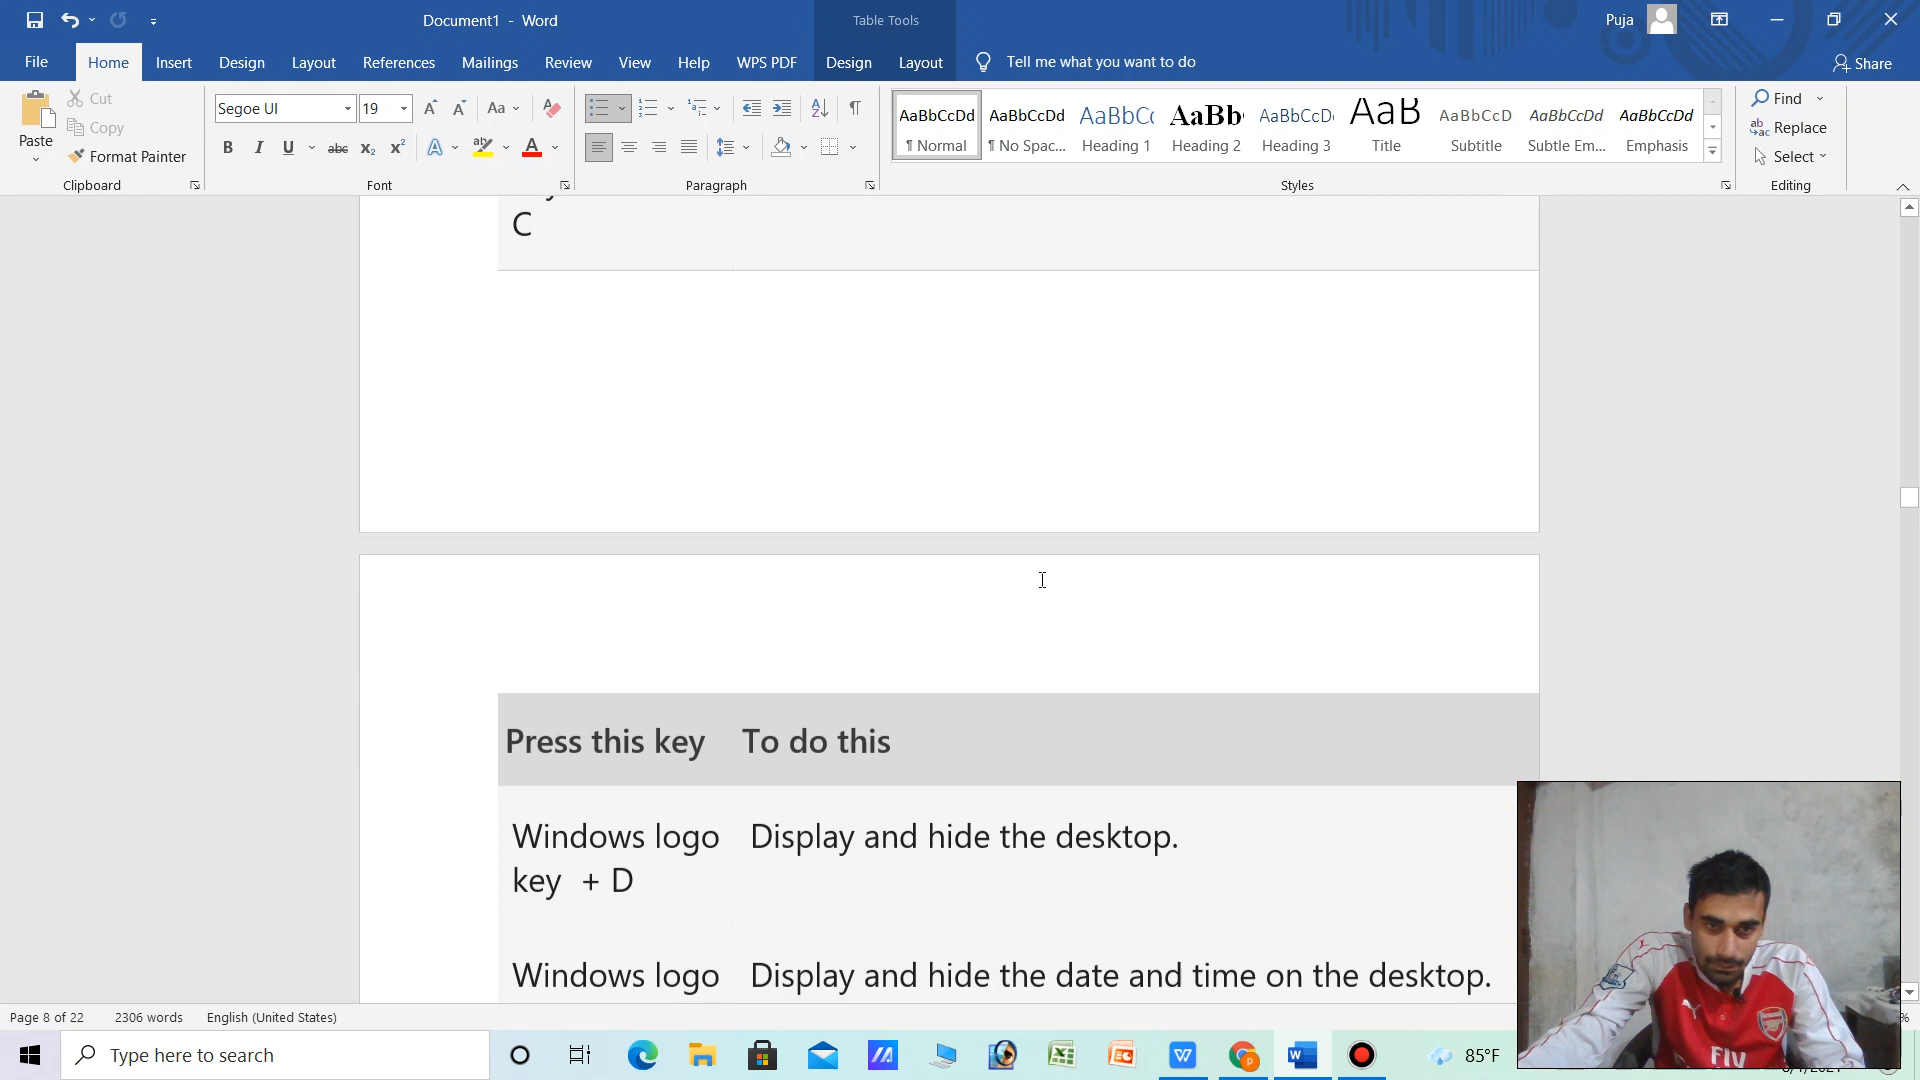 Document1 - Word
Table Tools
Puja
File
Home
Insert
Design
Layout
References
Mailings
Review
View
Help
WPS PDF
Design
Layout
Tell me what you want to do
Share
Paste
Cut
Copy
Format Painter
Clipboard
Segoe UI
19
Font
Paragraph
AaBbCcDd
¶ Normal
AaBbCcDd
¶ No Spac...
AaBbCc
Heading 1
AaBb
Heading 2
AaBbCcD
Heading 3
AaB
Title
AaBbCcD
Subtitle
AaBbCcDd
Subtle Em...
AaBbCcDd
Emphasis
Styles
Find
Replace
Select
Editing
C
Press this key To do this
Windows logo Display and hide the desktop.
key + D
Windows logo Display and hide the date and time on the desktop.
FIV
Page 8 of 22
2306 words
English (United States)
%
Type here to search
85°F